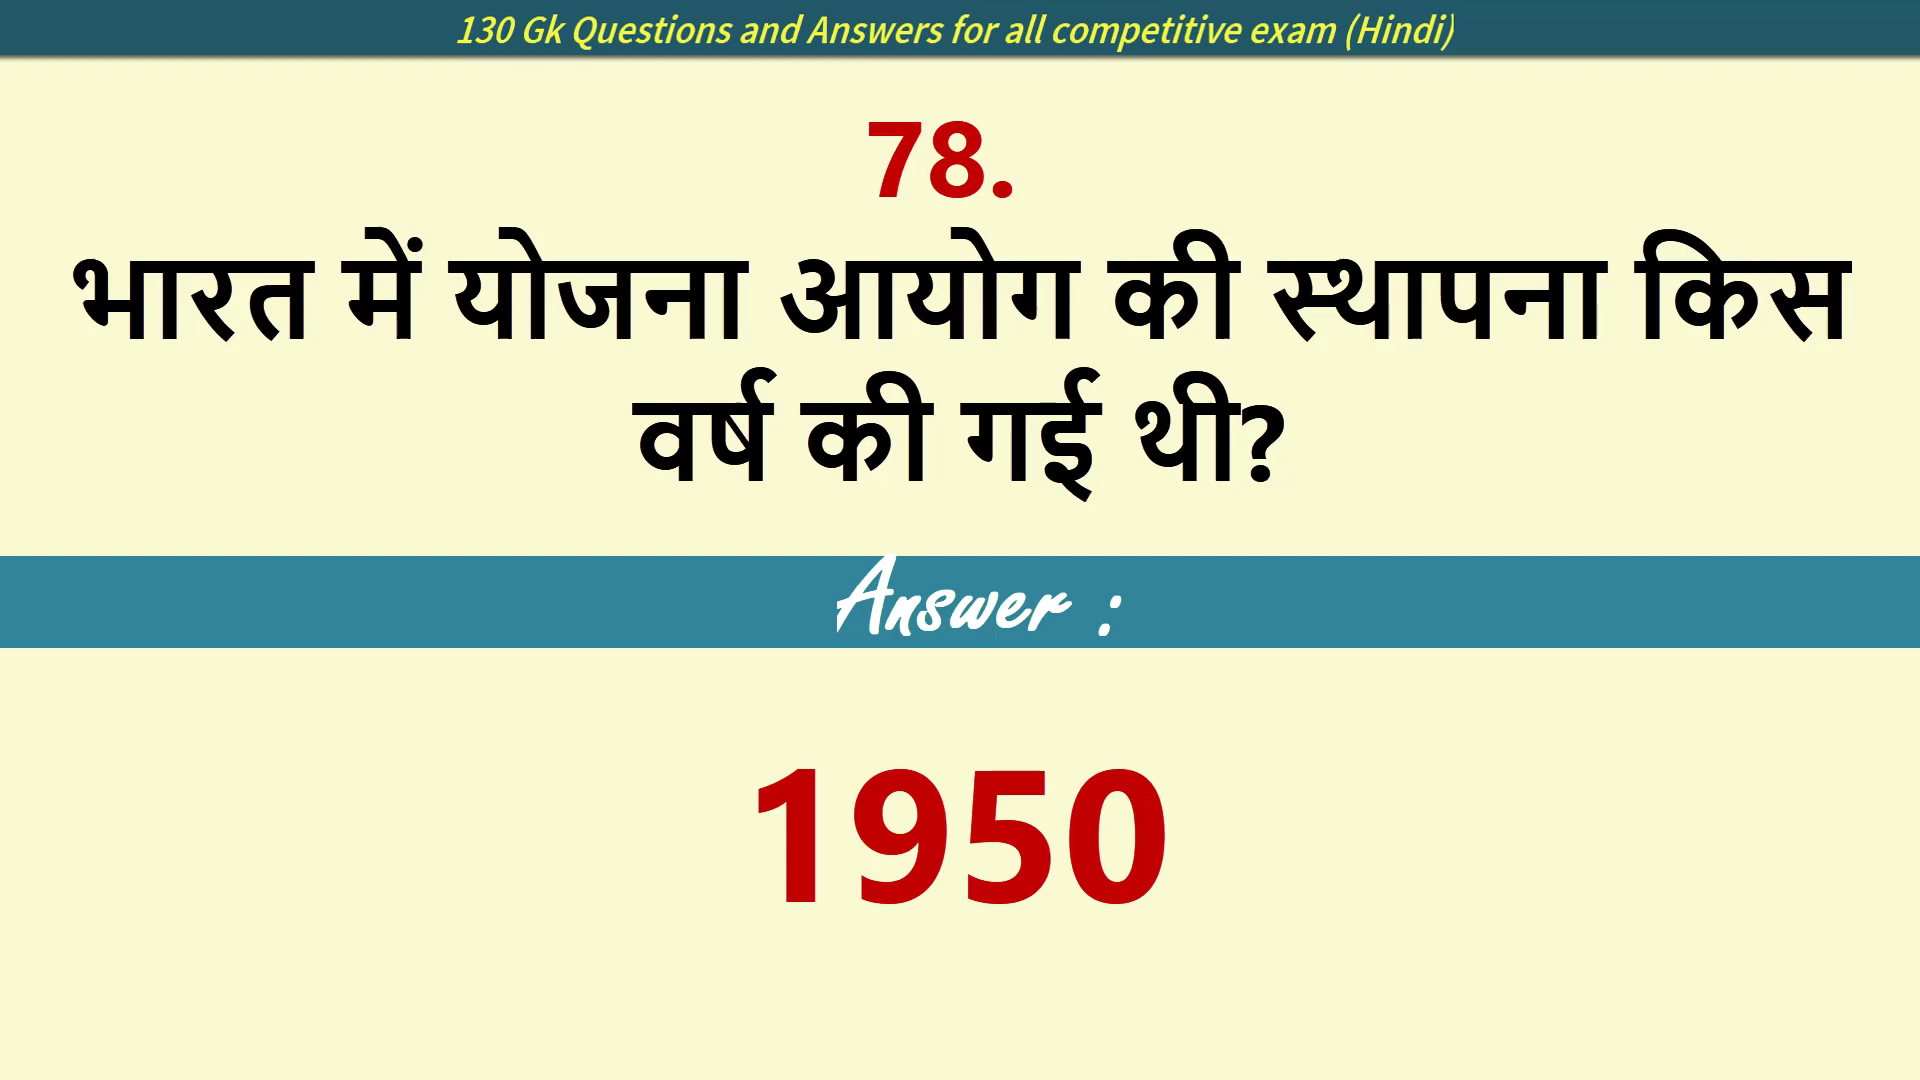 130 Gk Questions and Answers for all competitive exam (Hindi)
78.
भारत में योजना आयोग की स्थापना किस
वर्ष की गई थी?
Answer :
1950